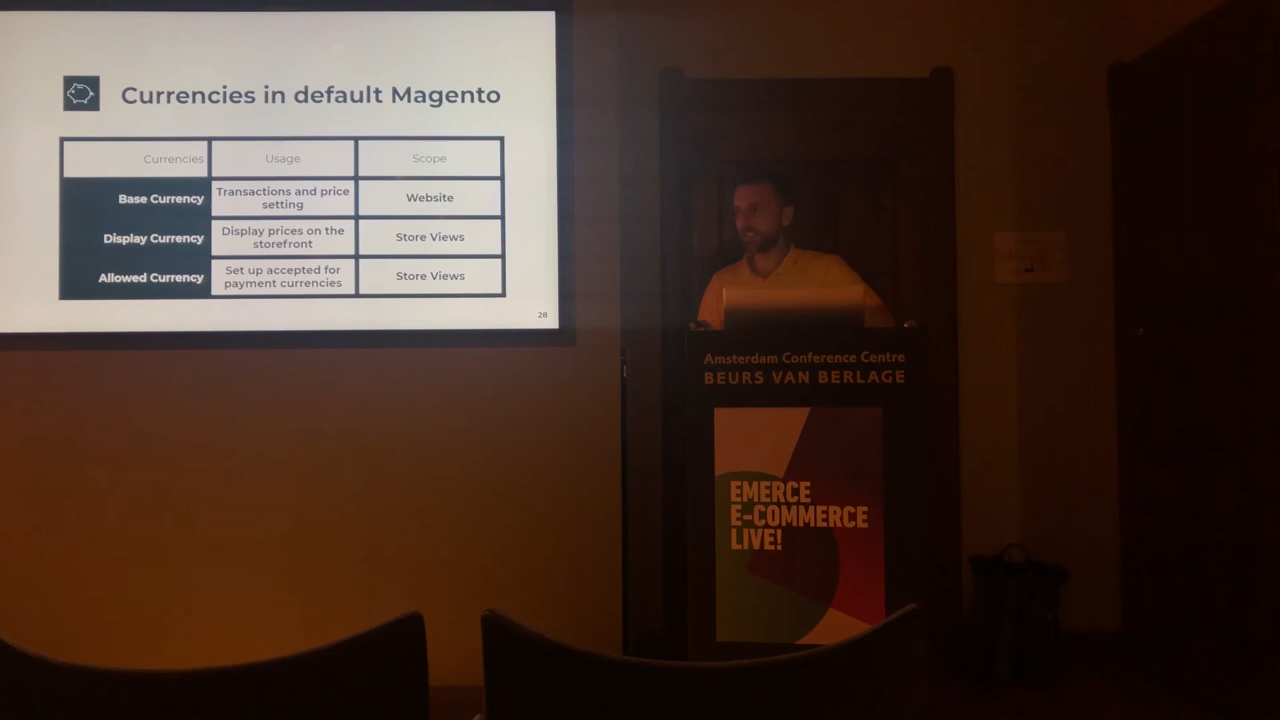 Currencies in default Magento
Currencies
Usage
Scope
Base Currency
Transactions and price
setting
Website
Display Currency
Display prices on the
storefront
Store Views
Allowed Currency
Set up accepted for
payment currencies
Store Views
28
Amsterdam Conference Centre
BEURS VAN BERLAGE
EMERCE
E-COMMERCE
LIVE!